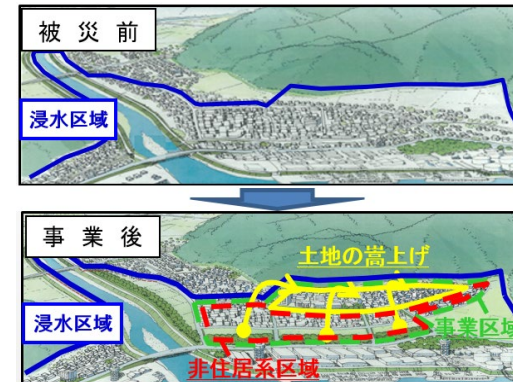 被災前
浸水区域
事業後
土地の嵩上げ
浸水区域
事業区域
非住居系区域